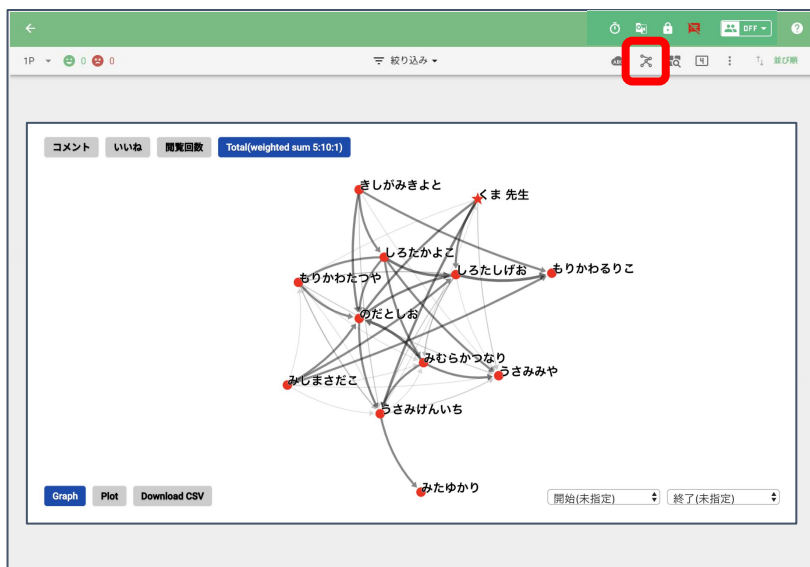 OFF
1P 0 0 絞り込み 4 並び順
コメント いいね 閲覧回数 Total(weighted sum 5:10:1)
きしがみきよと
くま 先生
しろたかよこ
しろたしげお
もりかわるりこ
もりかわたつや
のだとしお
みむらかつなり
うさみみや
みしまさだこ
うさみけんいち
みたゆかり
Graph Plot Download CSV 開始(未指定) 終了(未指定)